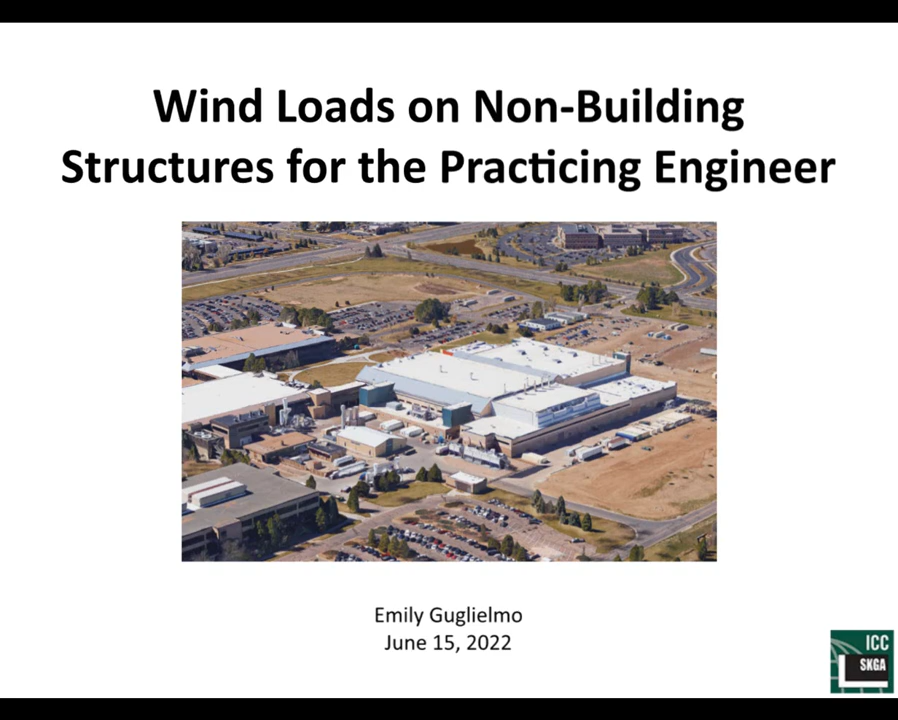 Wind Loads on Non-Building
Structures for the Practicing Engineer
Emily Guglielmo
June 15, 2022
ICC
SKGA